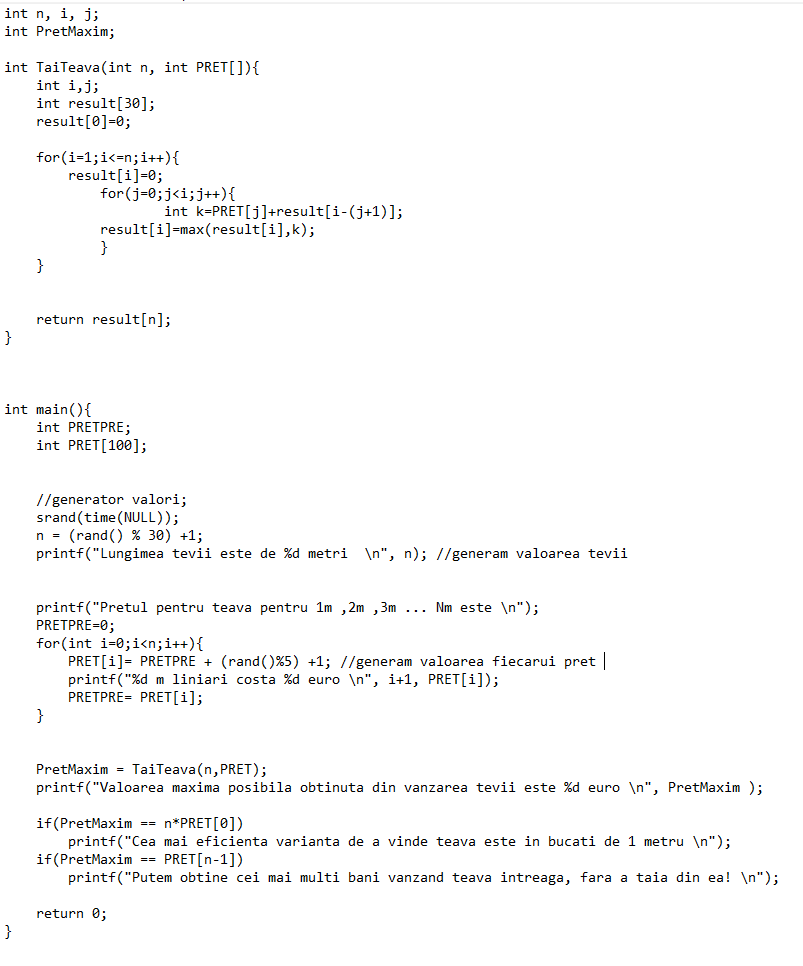 int n, i, j;
int PretMaxim;
int TaiTeava(int n, int PRET[]){
    int i,j;
    int result[30];
    result[0]=0;
    for(i=1;i<=n;i++){
        result[i]=0;
            for(j=0;j<i;j++){
                    int k=PRET[j]+result[i-(j+1)];
            result[i]=max(result[i],k);
            }
    }
    return result[n];
}
int main(){
    int PRETPRE;
    int PRET[100];
    //generator valori;
    srand(time(NULL));
    n = (rand() % 30) +1;
    printf("Lungimea tevii este de %d metri  \n", n); //generam valoarea tevii
    printf("Pretul pentru teava pentru 1m ,2m ,3m ... Nm este \n");
    PRETPRE=0;
    for(int i=0;i<n;i++){
        PRET[i]= PRETPRE + (rand()%5) +1; //generam valoarea fiecarui pret
        printf("%d m liniari costa %d euro \n", i+1, PRET[i]);
        PRETPRE= PRET[i];
    }
    PretMaxim = TaiTeava(n,PRET);
    printf("Valoarea maxima posibila obtinuta din vanzarea tevii este %d euro \n", PretMaxim );
    if(PretMaxim == n*PRET[0])
        printf("Cea mai eficienta varianta de a vinde teava este in bucati de 1 metru \n");
    if(PretMaxim == PRET[n-1])
        printf("Putem obtine cei mai multi bani vanzand teava intreaga, fara a taia din ea! \n");
    return 0;
}